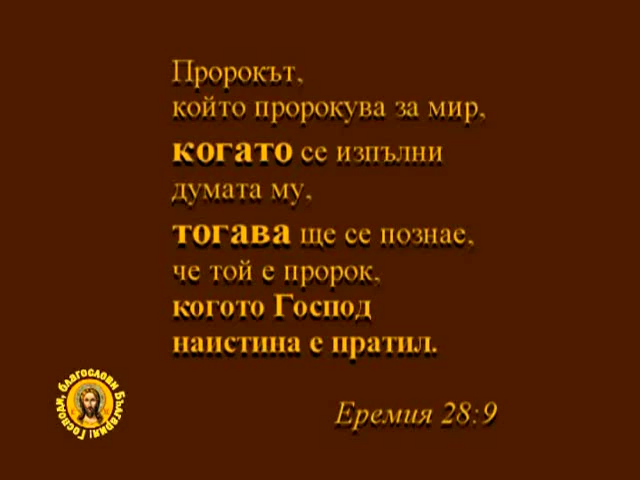 Пророкът,
който пророкува за мир,
когато се изпълни
думата му,
тогава ще се познае,
че той е пророк,
когото Господ
наистина е пратил.
Еремия 28:9
Господи, благослови България!